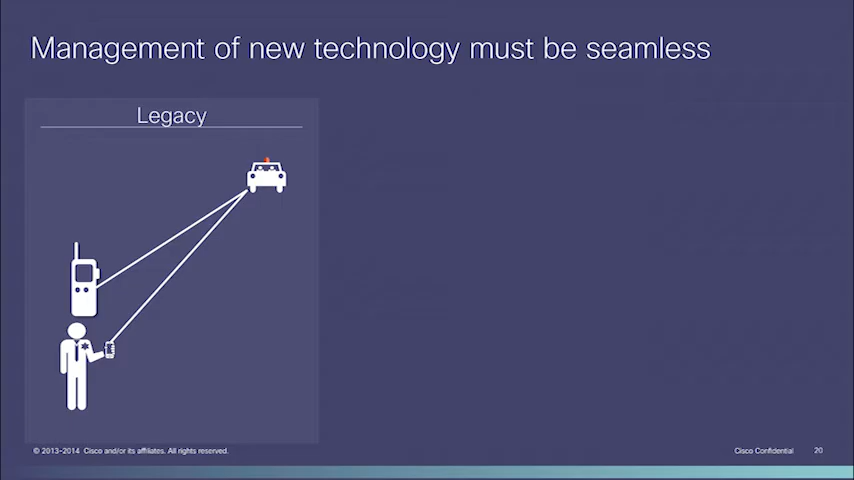 Management of new technology must be seamless
Legacy
© 2013-2014 Cisco and/or its affiliates. All rights reserved.
Cisco Confidential
20